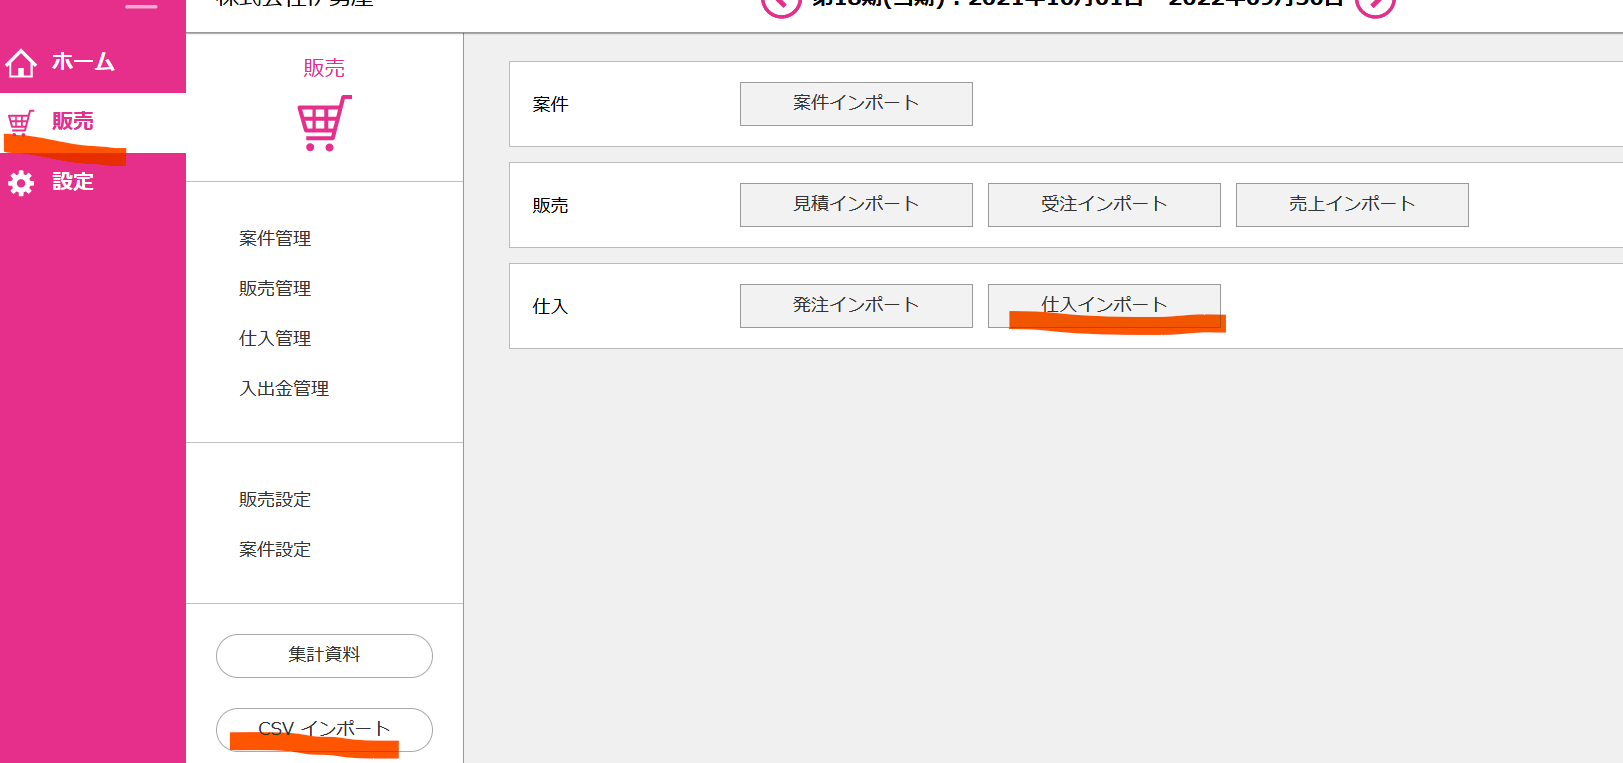 ホーム
販売
設定
販売
案件管理
販売管理
仕入管理
入出金管理
販売設定
案件設定
集計資料
CSV インポート
案件 案件インポート
販売 見積インポート 受注インポート 売上インポート
仕入 発注インポート 仕入インポート